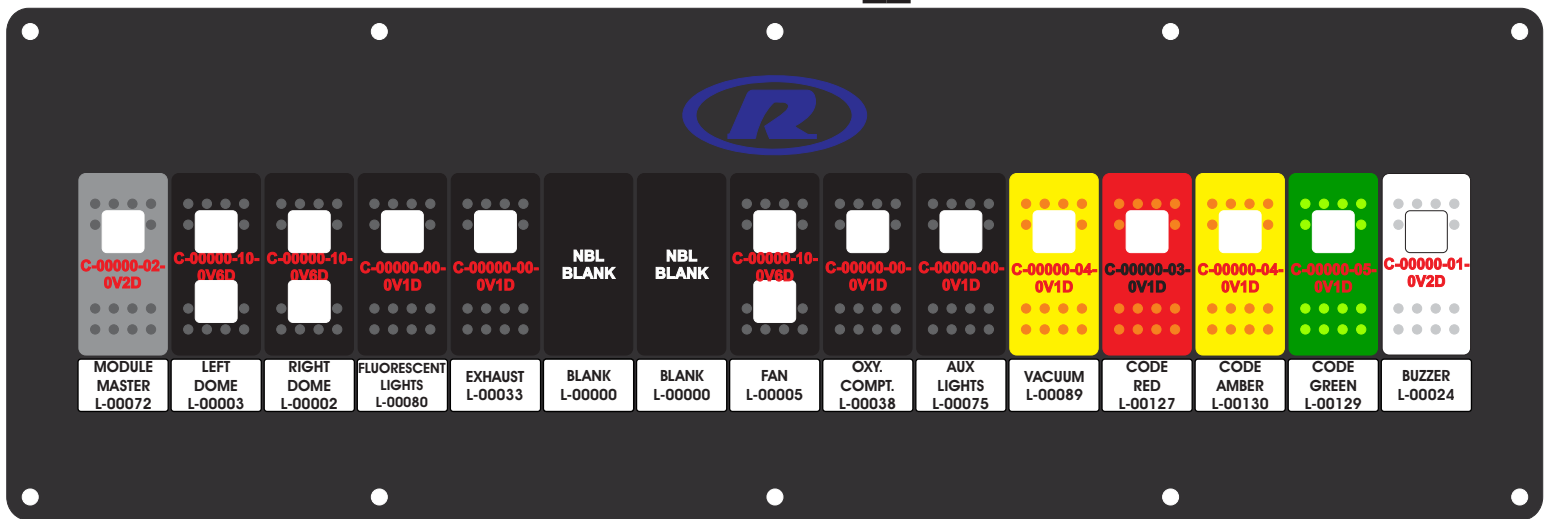 R
C-00000-02-
0V2D
C-00000-10-
0V6D
C-00000-10-
0V6D
C-00000-00-
0V1D
C-00000-00-
0V1D
NBL
BLANK
NBL
BLANK
C-00000-10-
0V6D
C-00000-00-
0V1D
C-00000-00-
0V1D
C-00000-04-
0V1D
C-00000-03-
0V1D
C-00000-04-
0V1D
C-00000-05-
0V1D
C-00000-01-
0V2D
MODULE
MASTER
L-00072
LEFT
DOME
L-00003
RIGHT
DOME
L-00002
FLUORESCENT
LIGHTS
L-00080
EXHAUST
L-00033
BLANK
L-00000
BLANK
L-00000
FAN
L-00005
OXY.
COMPT.
L-00038
AUX
LIGHTS
L-00075
VACUUM
L-00089
CODE
RED
L-00127
CODE
AMBER
L-00130
CODE
GREEN
L-00129
BUZZER
L-00024